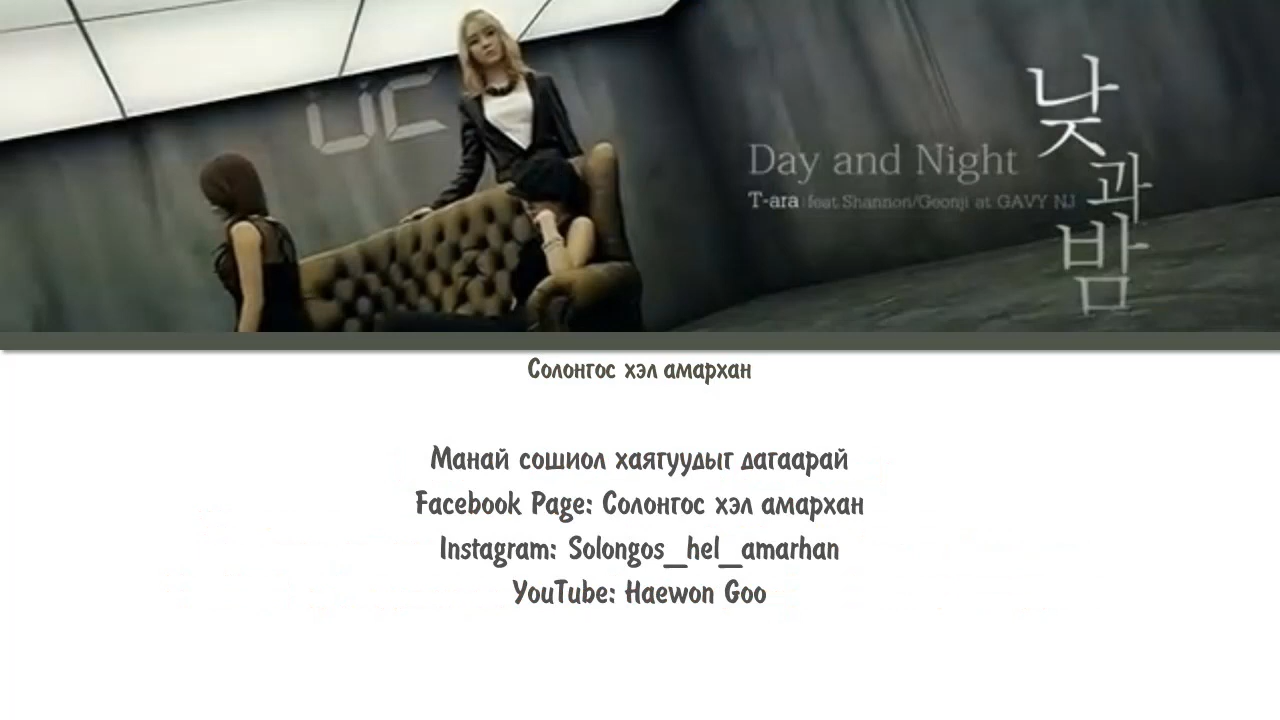 UC
낮과밤
Day and Night
T-ara feat Shannon/Geonji at GAVY NJ
Солонгос хэл амархан
Манай сошиол хаягуудыг дагаарай
Facebook Page: Солонгос хэл амархан
Instagram: Solongos_hel_amarhan
YouTube: Haewon Goo